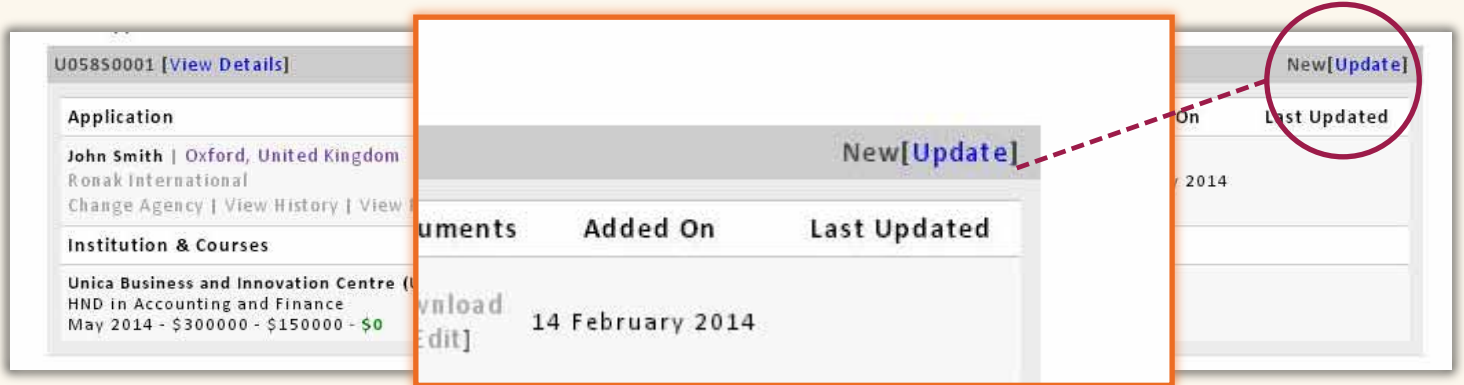 U0585O001 [View Details]
New[Update]
Application
On
Last Updated
John Smith | Oxford, United Kingdom
2014
Ronak International
Change Agency | View History | View
Institution & Courses
Unica Business and Innovation Centre
HND in Accounting and Finance
May 2014 - $300000 - $150000 - $0
New[Update]
uments
Added On
Last Updated
wnload
14 February 2014
Edit]